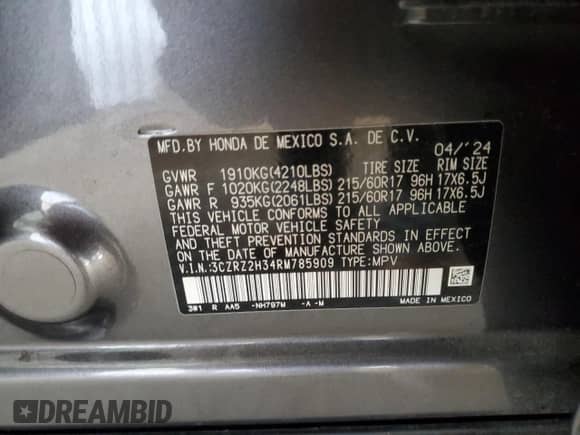 MFD.BY HONDA DE MEXICO S.A. DE C.V. 04/'24
GVWR 1910KG(4210LBS) TIRE SIZE RIM SIZE
GAWR F 1020KG(2248LBS) 215/60R17 96H 17X6.5J
GAWR R 935KG(2061LBS) 215/60R17 96H 17X6.5J
THIS VEHICLE CONFORMS TO ALL APPLICABLE
FEDERAL MOTOR VEHICLE SAFETY
AND THEFT PREVENTION STANDARDS IN EFFECT
ON THE DATE OF MANUFACTURE SHOWN ABOVE.
V.I.N.:3CZRZ2H34RM785909 TYPE:MPV
3W1 R AA5 -NH797M -A -M MADE IN MEXICO
DREAMBID